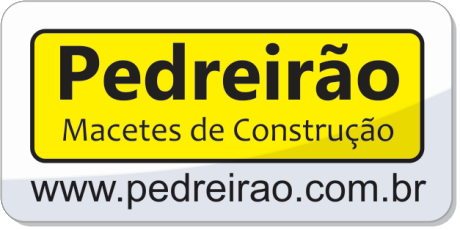 Pedreirão
Macetes de Construção
www.pedreirao.com.br